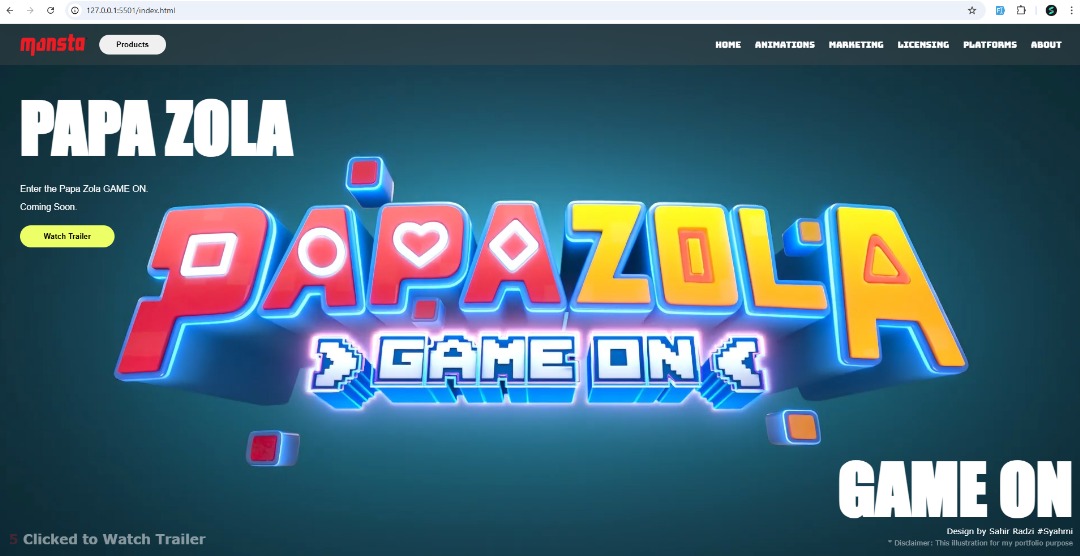 127.0.0.1:5501/index.html
monsta
Products
HOME ANIMATIONS MARKETING LICENSING PLATFORMS ABOUT
PAPA ZOLA
Enter the Papa Zola GAME ON.
Coming Soon.
Watch Trailer
PAPAZOLA
GAME ON
GAME ON
Design by Sahir Radzi #Syahmi
* Disclaimer: This illustration for my portfolio purpose
5 Clicked to Watch Trailer